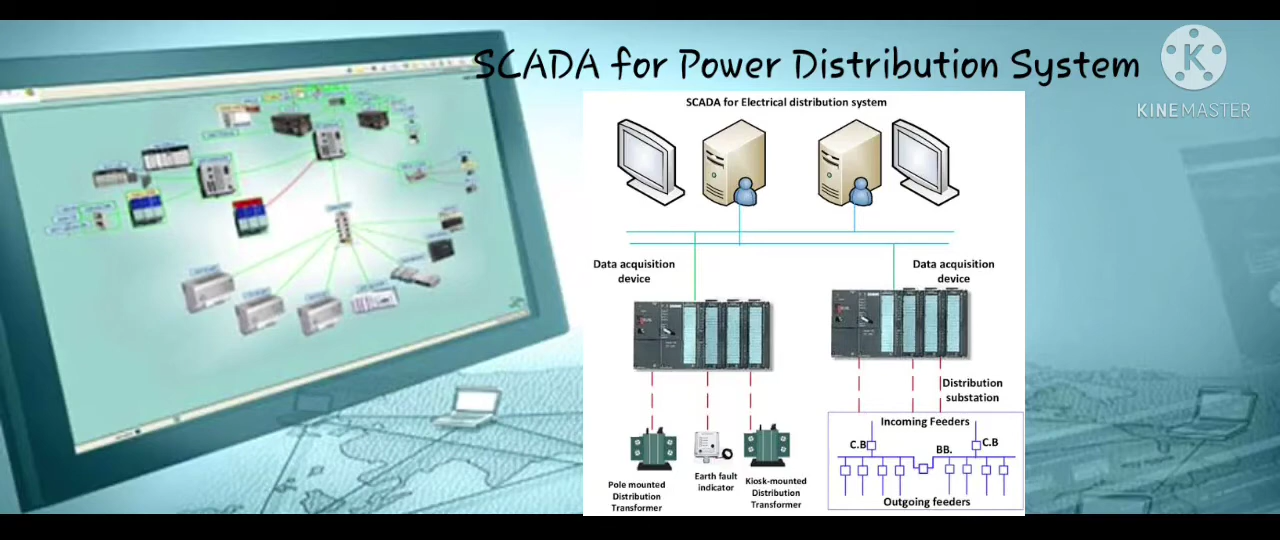 SCADA for Power Distribution System
K
KINEMASTER
SCADA for Electrical distribution system
Data acquisition
device
Data acquisition
device
Distribution
substation
Incoming Feeders
C.B
BB.
C.B
Outgoing feeders
Pole mounted
Distribution
Transformer
Earth fault
indicator
Kiosk-mounted
Distribution
Transformer